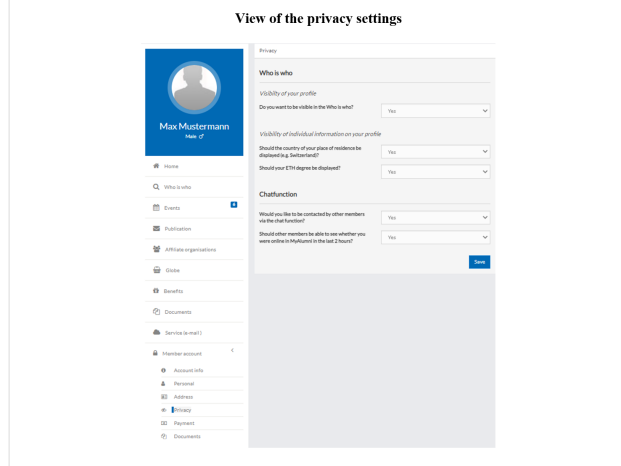 View of the privacy settings
Max Mustermann
Male ♂
Home
Who is who
Events
Publication
Affiliate organisations
Globe
Benefits
Documents
Service (e-mail)
Member account
Account info
Personal
Address
Privacy
Payment
Documents
Privacy
Who is who
Visibility of your profile
Do you want to be visible in the Who is who? Yes
Visibility of individual information on your profile
Should the country of your place of residence be
displayed (e.g. Switzerland)? Yes
Should your ETH degree be displayed? Yes
Chatfunction
Would you like to be contacted by other members
via the chat function? Yes
Should other members be able to see whether you
were online in MyAlumni in the last 2 hours? Yes
Save